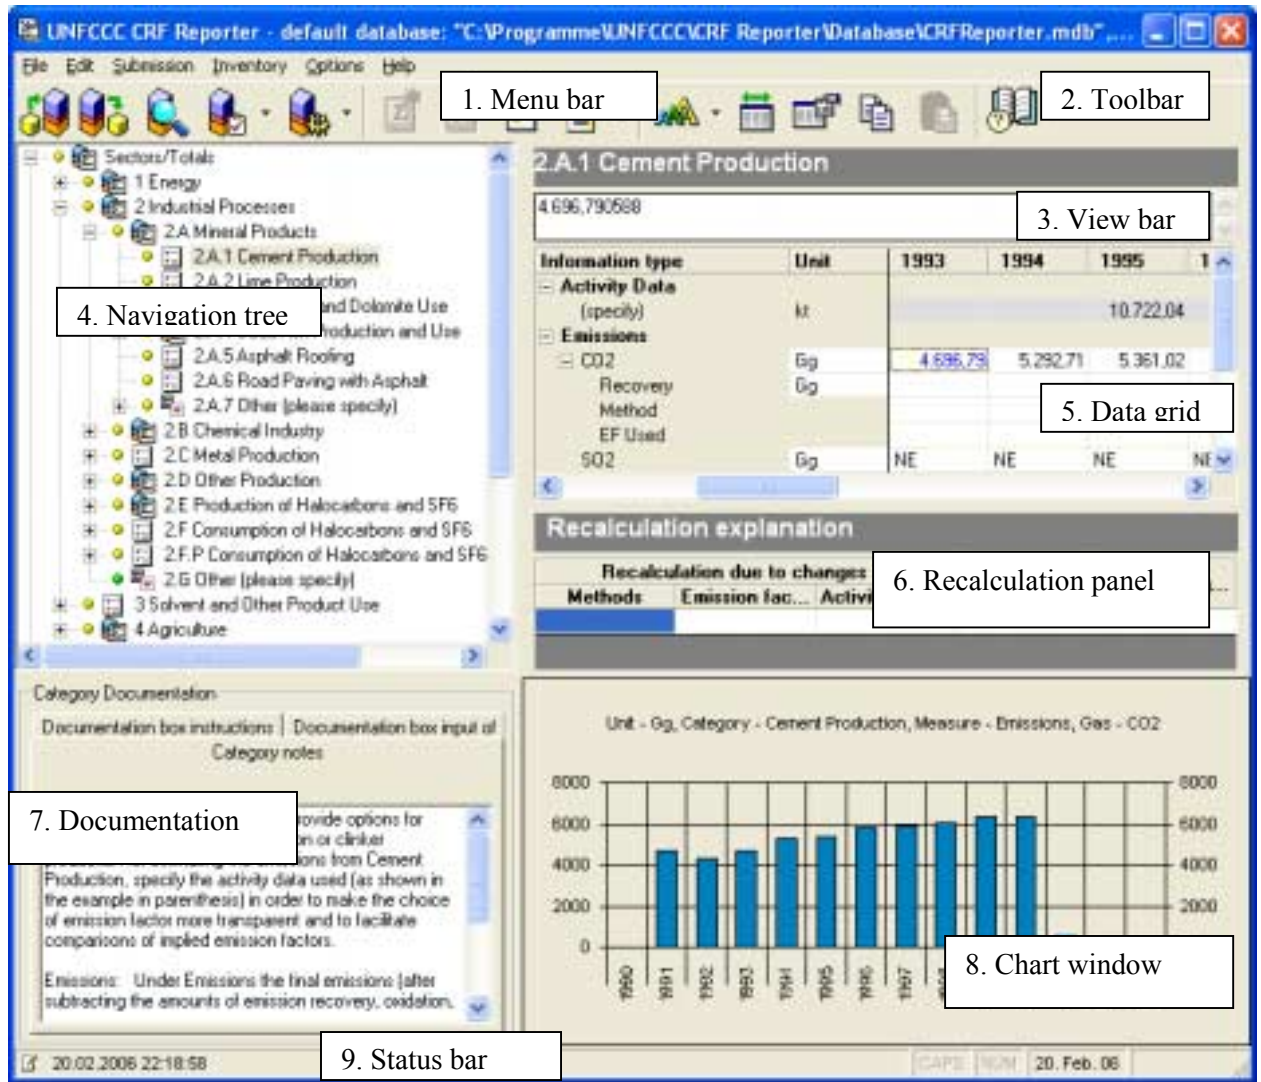 UNFCCC CRF Reporter - default database: "C:\Programme\UNFCCC\CRF Reporter\Database\CRFReporter.mdb",...
File Edit Submission Inventory Options Help
1. Menu bar
2. Toolbar
Sectors/Totals
1 Energy
2 Industrial Processes
2.A Mineral Products
2.A.1 Cement Production
2.A.2 Lime Production
and Dolomite Use
4. Navigation tree
roduction and Use
2.A.5 Asphalt Roofing
2.A.6 Road Paving with Asphalt
2.A.7 Other (please specify)
2.B Chemical Industry
2.C Metal Production
2.D Other Production
2.E Production of Halocarbons and SF6
2.F Consumption of Halocarbons and SF6
2.F.P Consumption of Halocarbons and SF6
2.G Other (please specify)
3 Solvent and Other Product Use
4 Agriculture
2.A.1 Cement Production
4.696,790588
3. View bar
Information type Unit 1993 1994 1995 1
Activity Data
(specify) kt 10.722,04
Emissions
CO2 Gg 4.696,79 5.292,71 5.361,02
Recovery Gg
Method
5. Data grid
EF Used
SO2 Gg NE NE NE NE
Recalculation explanation
Recalculation due to changes
6. Recalculation panel
Methods Emission fac... Activi ...
Category Documentation
Documentation box instructions Documentation box input of
Category notes
7. Documentation
rovide options for
on or clinker
ions from Cement
Production, specify the activity data used (as shown in
the example in parenthesis) in order to make the choice
of emission factor more transparent and to facilitate
comparisons of implied emission factors.
Emissions: Under Emissions the final emissions (after
subtracting the amounts of emission recovery, oxidation,
Unit - Gg, Category - Cement Production, Measure - Emissions, Gas - CO2
8000 8000
6000 6000
4000 4000
2000 2000
0
1990 1991 1992 1993 1994 1995 1996 1997
8. Chart window
9. Status bar
20.02.2006 22:18:58
CAPS NUM 20. Feb. 06